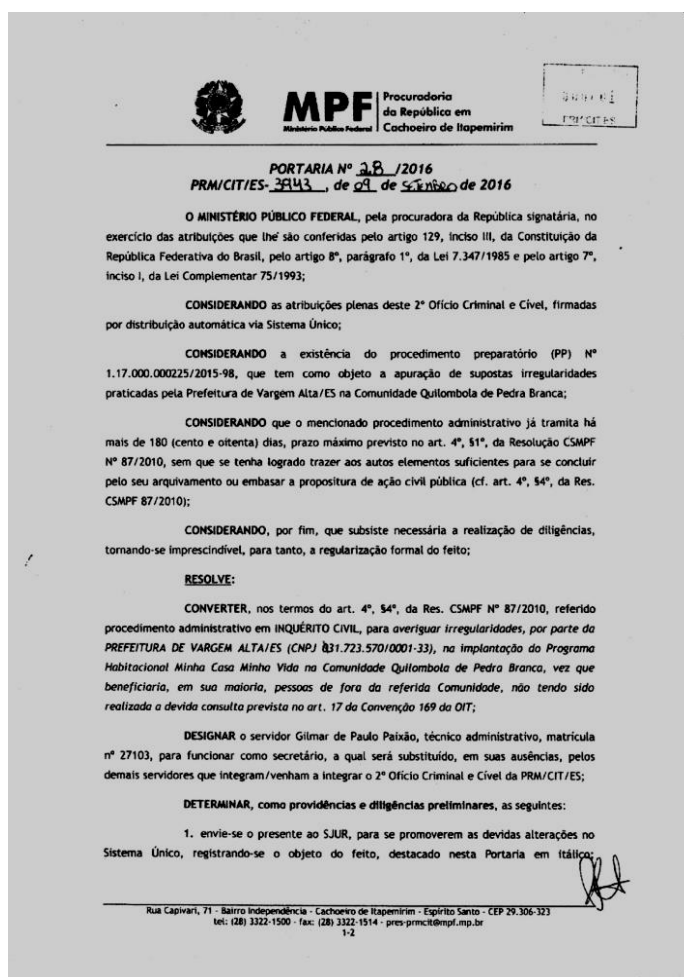 MPF
Ministério Público Federal
Procuradoria
da República em
Cachoeiro de Itapemirim
PORTARIA Nº 28 /2016
PRM/CIT/ES- 3943 , de 09 de SETEMBRO de 2016
O MINISTÉRIO PÚBLICO FEDERAL, pela procuradora da República signatária, no
exercício das atribuições que lhe são conferidas pelo artigo 129, inciso III, da Constituição da
República Federativa do Brasil, pelo artigo 8º, parágrafo 1º, da Lei 7.347/1985 e pelo artigo 7º,
inciso I, da Lei Complementar 75/1993;
CONSIDERANDO as atribuições plenas deste 2º Ofício Criminal e Cível, firmadas
por distribuição automática via Sistema Único;
CONSIDERANDO a existência do procedimento preparatório (PP) Nº
1.17.000.000225/2015-98, que tem como objeto a apuração de supostas irregularidades
praticadas pela Prefeitura de Vargem Alta/ES na Comunidade Quilombola de Pedra Branca;
CONSIDERANDO que o mencionado procedimento administrativo já tramita há
mais de 180 (cento e oitenta) dias, prazo máximo previsto no art. 4º, §1º, da Resolução CSMPF
Nº 87/2010, sem que se tenha logrado trazer aos autos elementos suficientes para se concluir
pelo seu arquivamento ou embasar a propositura de ação civil pública (cf. art. 4º, §4º, da Res.
CSMPF 87/2010);
CONSIDERANDO, por fim, que subsiste necessária a realização de diligências,
tornando-se imprescindível, para tanto, a regularização formal do feito;
RESOLVE:
CONVERTER, nos termos do art. 4º, §4º, da Res. CSMPF Nº 87/2010, referido
procedimento administrativo em INQUÉRITO CIVIL, para averiguar irregularidades, por parte da
PREFEITURA DE VARGEM ALTA/ES (CNPJ 031.723.570/0001-33), na implantação do Programa
Habitacional Minha Casa Minha Vida na Comunidade Quilombola de Pedra Branca, vez que
beneficiaria, em sua maioria, pessoas de fora da referida Comunidade, não tendo sido
realizada a devida consulta prevista no art. 17 da Convenção 169 da OIT;
DESIGNAR o servidor Gilmar de Paulo Paixão, técnico administrativo, matrícula
nº 27103, para funcionar como secretário, a qual será substituído, em suas ausências, pelos
demais servidores que integram/venham a integrar o 2º Ofício Criminal e Cível da PRM/CIT/ES;
DETERMINAR, como providências e diligências preliminares, as seguintes:
1. envie-se o presente ao SJUR, para se promoverem as devidas alterações no
Sistema Único, registrando-se o objeto do feito, destacado nesta Portaria em itálico;
Rua Capivari, 71 - Bairro Independência - Cachoeiro de Itapemirim - Espírito Santo - CEP 29.306-323
tel: (28) 3322-1500 - fax: (28) 3322-1514 - pres-prmcit@mpf.mp.br
1-2